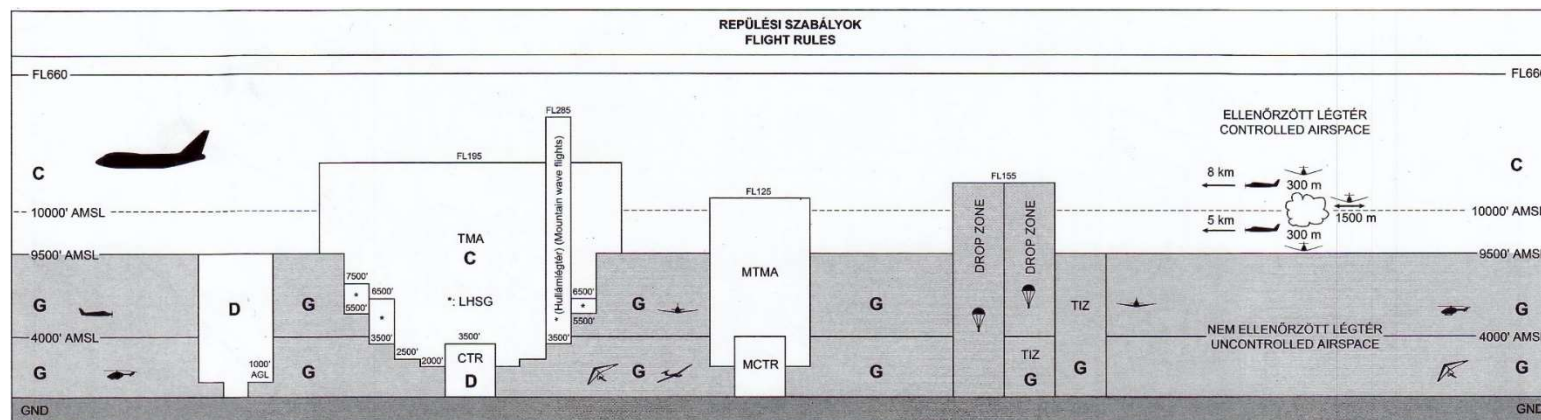 REPÜLÉSI SZABÁLYOK
FLIGHT RULES
FL660
FL660
FL285
ELLENŐRZÖTT LÉGTÉR
CONTROLLED AIRSPACE
FL195
C
C
8 km
300 m
FL155
FL125
10000' AMSL
10000' AMSL
1500 m
5 km
300 m
* (Hullámlégtér) (Mountain wave flights)
DROP ZONE
DROP ZONE
TMA
C
9500' AMSL
9500' AMSL
MTMA
7500'
*
5500'
6500'
*
3500'
*: LHSG
6500'
*
5500'
G
D
G
G
G
TIZ
G
NEM ELLENŐRZÖTT LÉGTÉR
UNCONTROLLED AIRSPACE
4000' AMSL
4000' AMSL
3500'
3500'
2500'
2000'
CTR
D
MCTR
TIZ
G
G
1000'
AGL
G
G
G
G
G
GND
GND